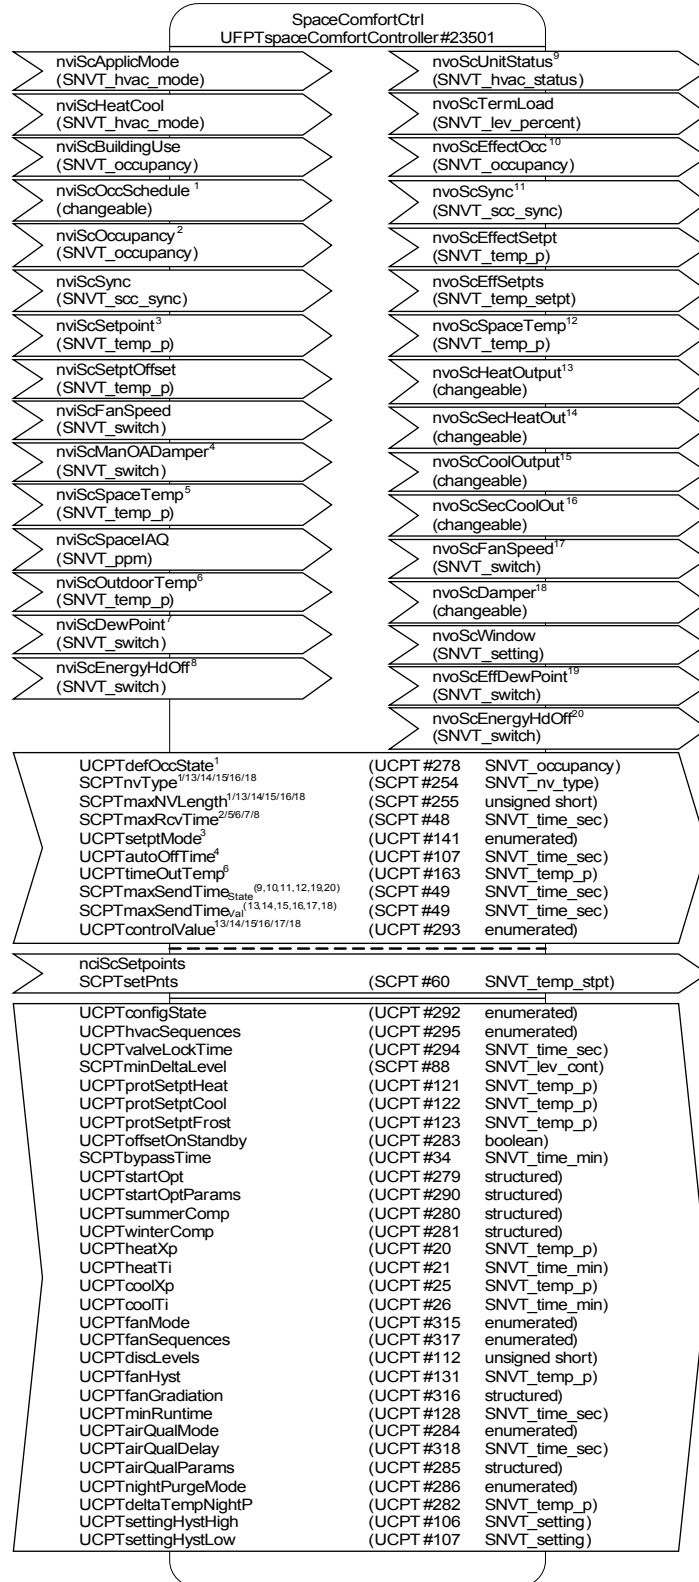 SpaceComfortCtrl
UFPTspaceComfortController#23501
nviScApplicMode
(SNVT_hvac_mode)
nviScHeatCool
(SNVT_hvac_mode)
nviScBuildingUse
(SNVT_occupancy)
nviScOccSchedule 1
(changeable)
nviScOccupancy2
(SNVT_occupancy)
nviScSync
(SNVT_scc_sync)
nviScSetpoint3
(SNVT_temp_p)
nviScSetptOffset
(SNVT_temp_p)
nviScFanSpeed
(SNVT_switch)
nviScManOADamper4
(SNVT_switch)
nviScSpaceTemp5
(SNVT_temp_p)
nviScSpaceIAQ
(SNVT_ppm)
nviScOutdoorTemp6
(SNVT_temp_p)
nviScDewPoint7
(SNVT_switch)
nviScEnergyHdOff8
(SNVT_switch)
nvoScUnitStatus9
(SNVT_hvac_status)
nvoScTermLoad
(SNVT_lev_percent)
nvoScEffectOcc10
(SNVT_occupancy)
nvoScSync11
(SNVT_scc_sync)
nvoScEffectSetpt
(SNVT_temp_p)
nvoScEffSetpts
(SNVT_temp_setpt)
nvoScSpaceTemp12
(SNVT_temp_p)
nvoScHeatOutput13
(changeable)
nvoScSecHeatOut14
(changeable)
nvoScCoolOutput15
(changeable)
nvoScSecCoolOut16
(changeable)
nvoScFanSpeed17
(SNVT_switch)
nvoScDamper18
(changeable)
nvoScWindow
(SNVT_setting)
nvoScEffDewPoint19
(SNVT_switch)
nvoScEnergyHdOff20
(SNVT_switch)
UCPTdefOccState1 (UCPT#278 SNVT_occupancy)
SCPTnvType1/13/14/15/16/18 (SCPT#254 SNVT_nv_type)
SCPTmaxNVLength1/13/14/15/16/18 (SCPT#255 unsigned short)
SCPTmaxRcvTime2/5/6/7/8 (SCPT#48 SNVT_time_sec)
UCPTsetptMode3 (UCPT#141 enumerated)
UCPTautoOffTime4 (UCPT#107 SNVT_time_sec)
UCPTtimeOutTemp6 (UCPT#163 SNVT_temp_p)
SCPTmaxSendTimeState(9,10,11,12,19,20) (SCPT#49 SNVT_time_sec)
SCPTmaxSendTimeVal(13,14,15,16,17,18) (SCPT#49 SNVT_time_sec)
UCPTcontrolValue13/14/15/16/17/18 (UCPT#293 enumerated)
nciScSetpoints
SCPTsetPnts (SCPT#60 SNVT_temp_stpt)
UCPTconfigState (UCPT#292 enumerated)
UCPThvacSequences (UCPT#295 enumerated)
UCPTvalveLockTime (UCPT#294 SNVT_time_sec)
SCPTminDeltaLevel (SCPT#88 SNVT_lev_cont)
UCPTprotSetptHeat (UCPT#121 SNVT_temp_p)
UCPTprotSetptCool (UCPT#122 SNVT_temp_p)
UCPTprotSetptFrost (UCPT#123 SNVT_temp_p)
UCPToffsetOnStandby (UCPT#283 boolean)
SCPTbypassTime (UCPT#34 SNVT_time_min)
UCPTstartOpt (UCPT#279 structured)
UCPTstartOptParams (UCPT#290 structured)
UCPTsummerComp (UCPT#280 structured)
UCPTwinterComp (UCPT#281 structured)
UCPTheatXp (UCPT#20 SNVT_temp_p)
UCPTheatTi (UCPT#21 SNVT_time_min)
UCPTcoolXp (UCPT#25 SNVT_temp_p)
UCPTcoolTi (UCPT#26 SNVT_time_min)
UCPTfanMode (UCPT#315 enumerated)
UCPTfanSequences (UCPT#317 enumerated)
UCPTdiscLevels (UCPT#112 unsigned short)
UCPTfanHyst (UCPT#131 SNVT_temp_p)
UCPTfanGradiation (UCPT#316 structured)
UCPTminRuntime (UCPT#128 SNVT_time_sec)
UCPTairQualMode (UCPT#284 enumerated)
UCPTairQualDelay (UCPT#318 SNVT_time_sec)
UCPTairQualParams (UCPT#285 structured)
UCPTnightPurgeMode (UCPT#286 enumerated)
UCPTdeltaTempNightP (UCPT#282 SNVT_temp_p)
UCPTsettingHystHigh (UCPT#106 SNVT_setting)
UCPTsettingHystLow (UCPT#107 SNVT_setting)